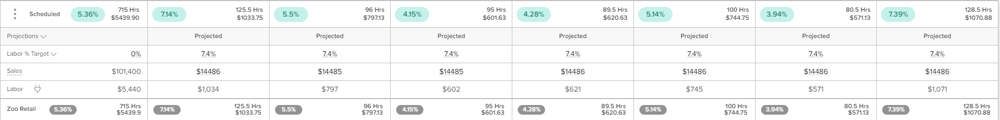 Scheduled 5.36% 715 Hrs 7.14% 125.5 Hrs 5.5% 96 Hrs 4.15% 95 Hrs 4.28% 89.5 Hrs 5.14% 100 Hrs 3.94% 80.5 Hrs 7.39% 128.5 Hrs
$5439.90 $1033.75 $797.13 $601.63 $620.63 $744.75 $571.13 $1070.88
Projections Projected Projected Projected Projected Projected Projected Projected
Labor % Target 0% 7.4% 7.4% 7.4% 7.4% 7.4% 7.4% 7.4%
Sales $101,400 $14486 $14485 $14485 $14486 $14486 $14486 $14486
Labor $5,440 $1,034 $797 $602 $621 $745 $571 $1,071
Zoo Retail 5.36% 715 Hrs 7.14% 125.5 Hrs 5.5% 96 Hrs 4.15% 95 Hrs 4.28% 89.5 Hrs 5.14% 100 Hrs 3.94% 80.5 Hrs 7.39% 128.5 Hrs
$5439.9 $1033.75 $797.13 $601.63 $620.63 $744.75 $571.13 $1070.88